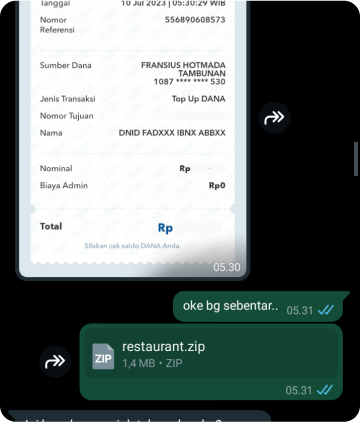 Tanggal 10 Jul 2023 | 05:30:29 WIB
Nomor 556890608573
Referensi
Sumber Dana FRANSIUS HOTMADA
TAMBUNAN
1087 **** **** 530
Jenis Transaksi Top Up DANA
Nomor Tujuan
Nama DNID FADXXX IBNX ABBXX
Nominal Rp
Biaya Admin Rp0
Total Rp
Silakan cek saldo DANA Anda.
05.30
oke bg sebentar.. 05.31
ZIP
restaurant.zip
1,4 MB • ZIP
05.31